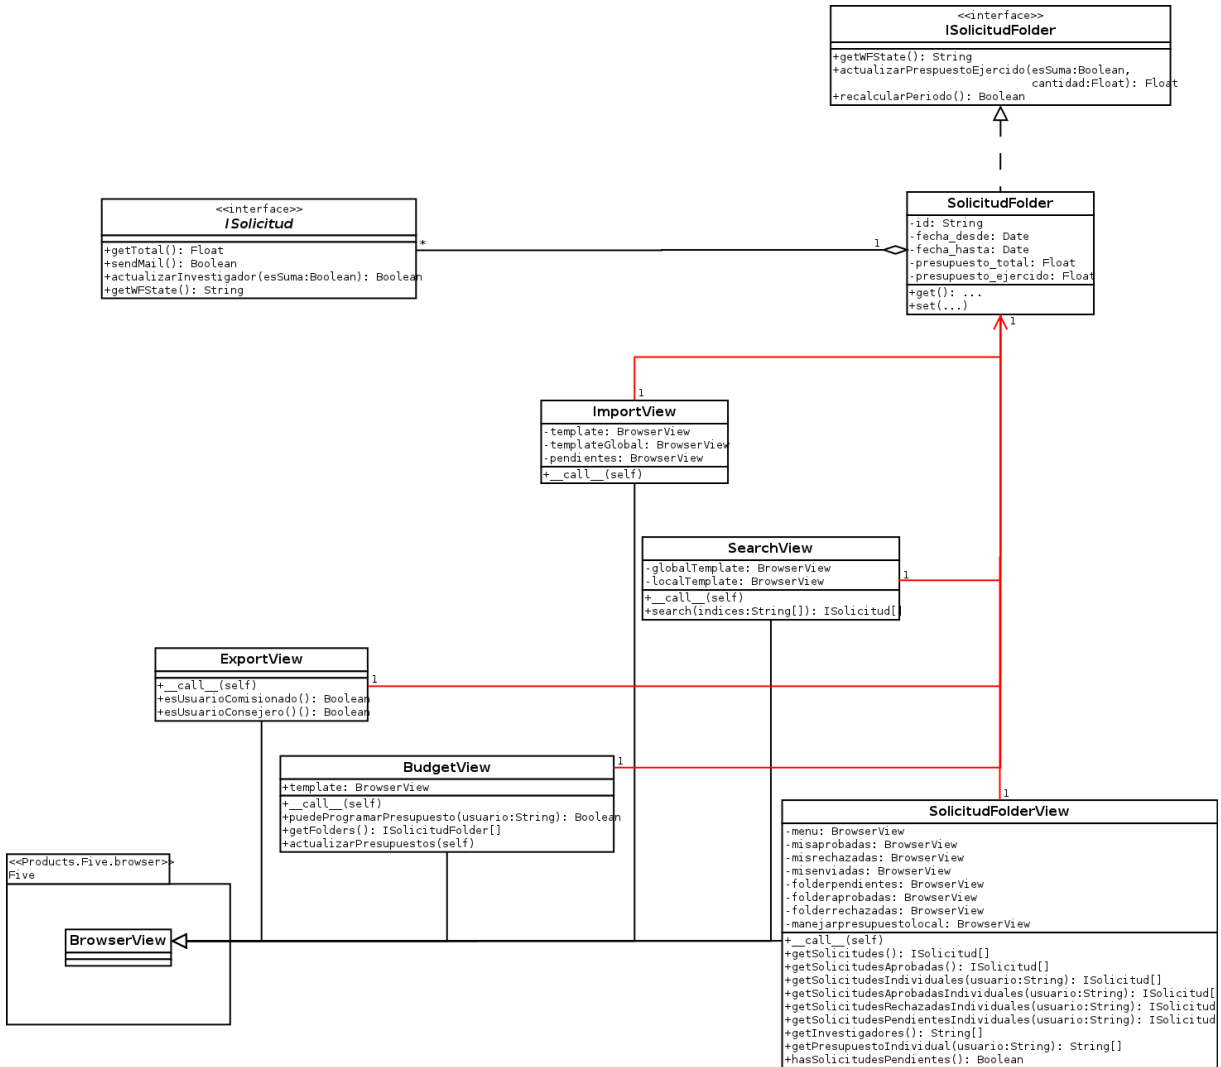 <<interface>>
ISolicitudFolder
+getWFState(): String
+actualizarPrespuestoEjercido(esSuma:Boolean,
cantidad:Float): Float
+recalcularPeriodo(): Boolean
<<interface>>
ISolicitud
+getTotal(): Float
+sendMail(): Boolean
+actualizarInvestigador(esSuma:Boolean): Boolean
+getWFState(): String
*
1
SolicitudFolder
-id: String
-fecha_desde: Date
-fecha_hasta: Date
-presupuesto_total: Float
-presupuesto_ejercido: Float
+get(): ...
+set(...)
1
1
ImportView
-template: BrowserView
-templateGlobal: BrowserView
-pendientes: BrowserView
+__call__(self)
SearchView
-globalTemplate: BrowserView
-localTemplate: BrowserView
+__call__(self)
+search(indices:String[]): ISolicitud[]
1
ExportView
+__call__(self)
+esUsuarioComisionado(): Boolean
+esUsuarioConsejero()(): Boolean
1
BudgetView
+template: BrowserView
+__call__(self)
+puedeProgramarPresupuesto(usuario:String): Boolean
+getFolders(): ISolicitudFolder[]
+actualizarPresupuestos(self)
1
1
SolicitudFolderView
-menu: BrowserView
-misaprobadas: BrowserView
-misrechazadas: BrowserView
-misenviadas: BrowserView
-folderpendientes: BrowserView
-folderaprobadas: BrowserView
-folderrechazadas: BrowserView
-manejarpresupuestolocal: BrowserView
+__call__(self)
+getSolicitudes(): ISolicitud[]
+getSolicitudesAprobadas(): ISolicitud[]
+getSolicitudesIndividuales(usuario:String): ISolicitud[]
+getSolicitudesAprobadasIndividuales(usuario:String): ISolicitud[
+getSolicitudesRechazadasIndividuales(usuario:String): ISolicitud
+getSolicitudesPendientesIndividuales(usuario:String): ISolicitud
+getInvestigadores(): String[]
+getPresupuestoIndividual(usuario:String): String[]
+hasSolicitudesPendientes(): Boolean
<<Products.Five.browser>>
Five
BrowserView